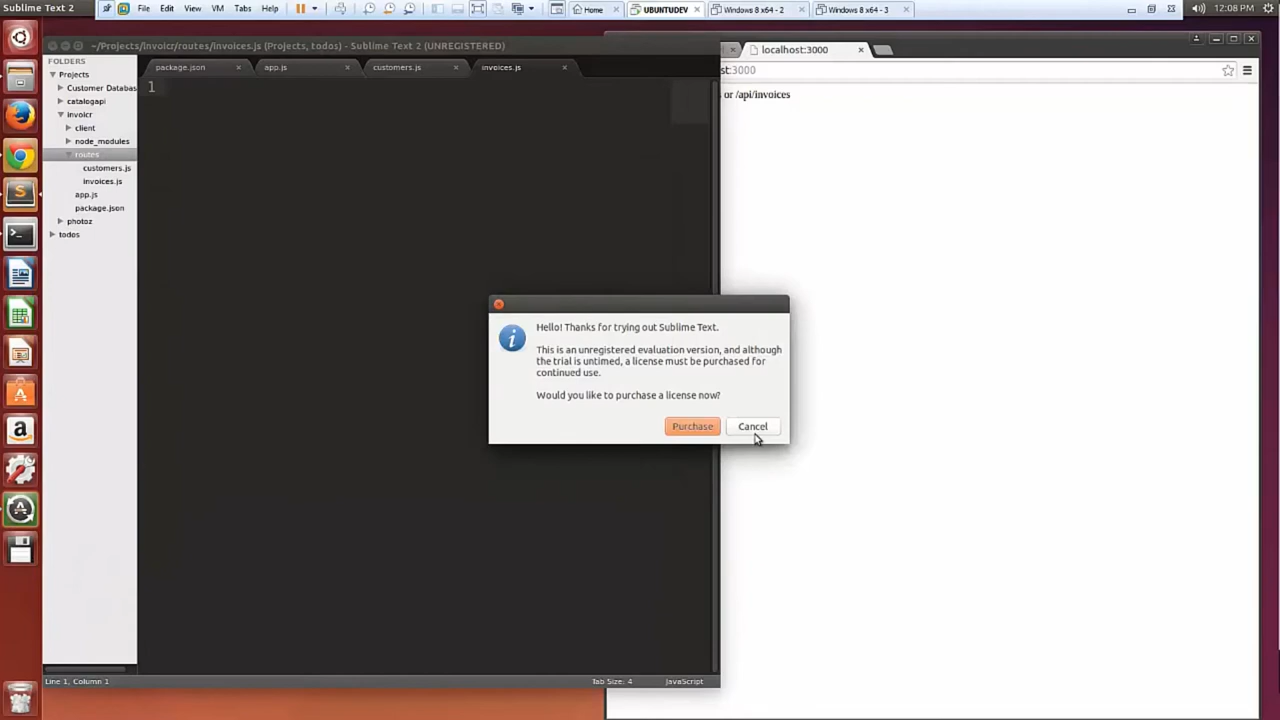 Sublime Text 2
File Edit View VM Tabs Help
Home
UBUNTUDEV
Windows 8 x64 - 2
Windows 8 x64 - 3
12:08 PM
~/Projects/Invoicr/routes/invoices.js (Projects, todos) - Sublime Text 2 (UNREGISTERED)
localhost:3000
FOLDERS
package.json
app.js
customers.js
invoices.js
st:3000
Projects
Customer Databas
catalogapi
invoicr
client
node_modules
routes
customers.js
invoices.js
app.js
package.json
photoz
todos
1
s or /api/invoices
Hello! Thanks for trying out Sublime Text.
This is an unregistered evaluation version, and although
the trial is untimed, a license must be purchased for
continued use.
Would you like to purchase a license now?
Purchase
Cancel
Line 1, Column 1
Tab Size: 4
JavaScript